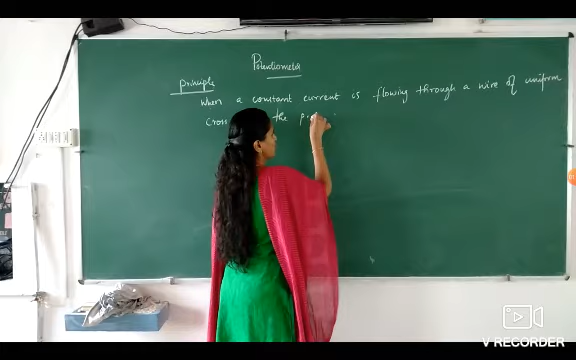 Potentiometer
principle
When a constant current is flowing through a wire of uniform
cross the p.
V RECORDER